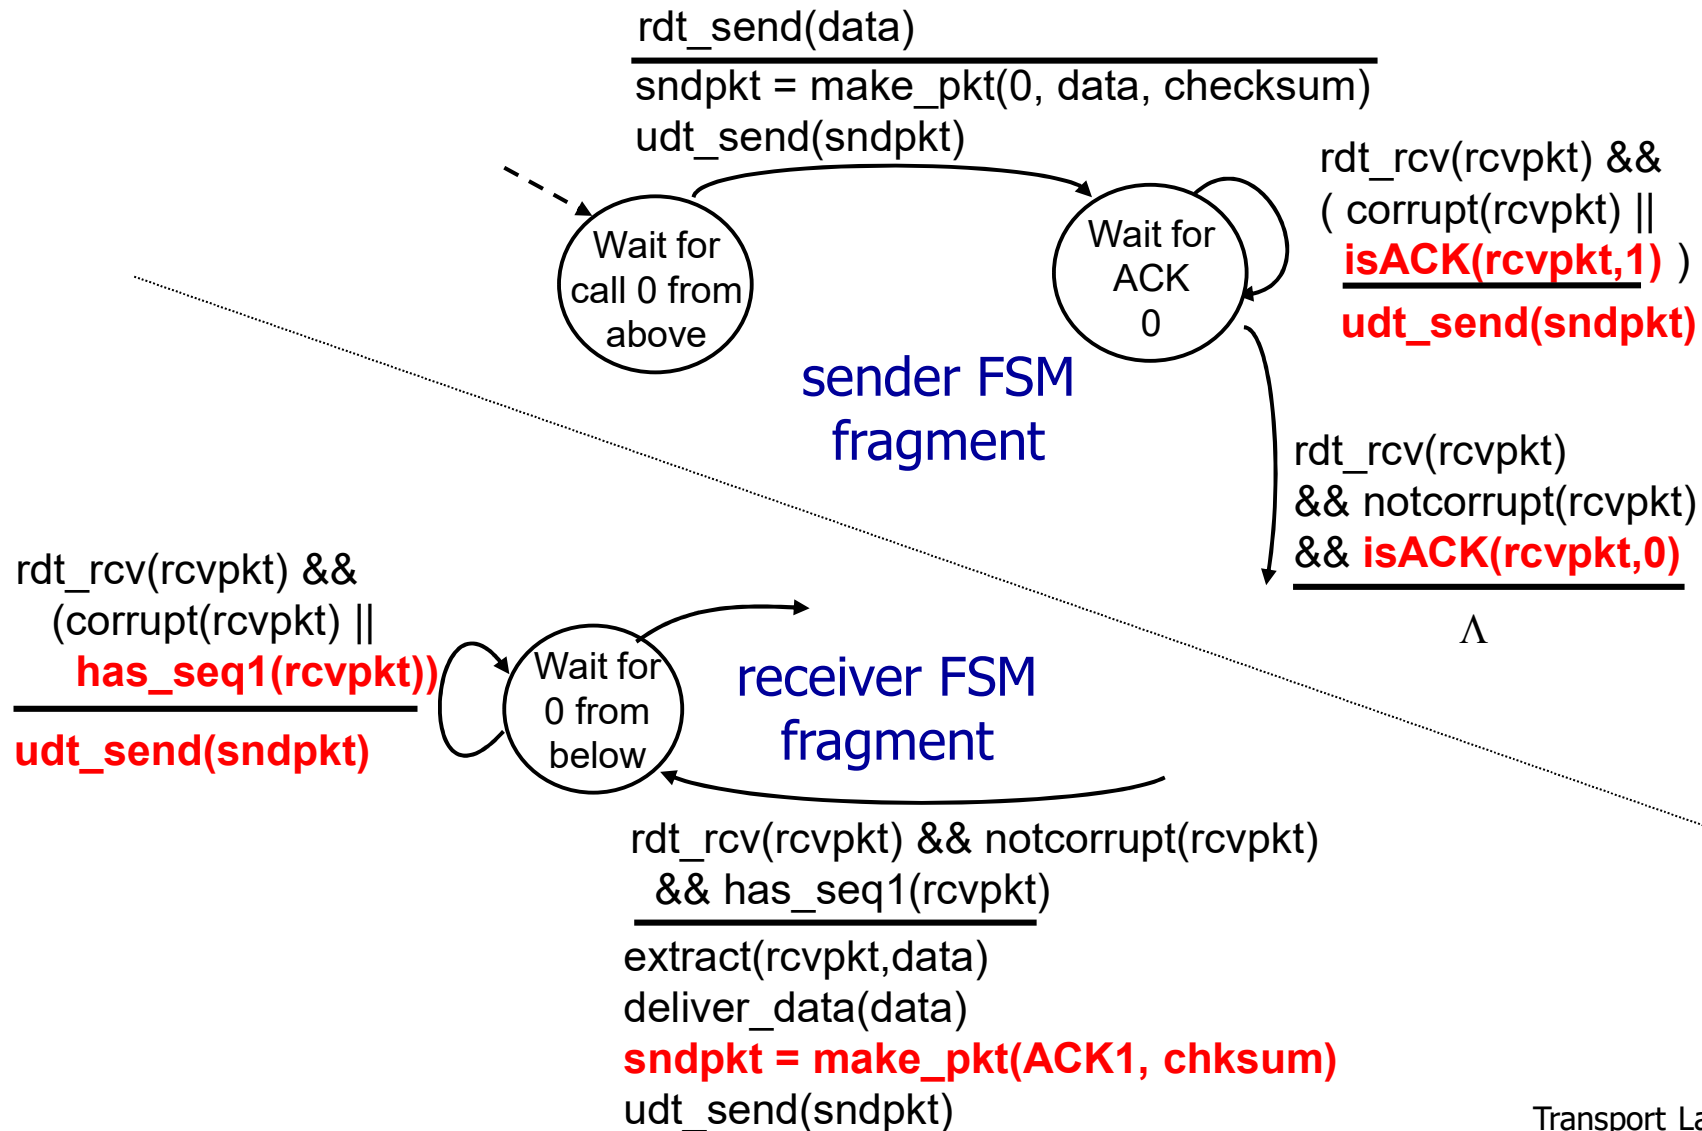 rdt_send(data)
sndpkt = make_pkt(0, data, checksum)
udt_send(sndpkt)
Wait for
call 0 from
above
Wait for
ACK
0
rdt_rcv(rcvpkt) &&
( corrupt(rcvpkt) ||
isACK(rcvpkt,1) )
udt_send(sndpkt)
sender FSM
fragment
rdt_rcv(rcvpkt)
&& notcorrupt(rcvpkt)
&& isACK(rcvpkt,0)
Λ
rdt_rcv(rcvpkt) &&
(corrupt(rcvpkt) ||
has_seq1(rcvpkt))
udt_send(sndpkt)
Wait for
0 from
below
receiver FSM
fragment
rdt_rcv(rcvpkt) && notcorrupt(rcvpkt)
&& has_seq1(rcvpkt)
extract(rcvpkt,data)
deliver_data(data)
sndpkt = make_pkt(ACK1, chksum)
udt_send(sndpkt)
Transport La